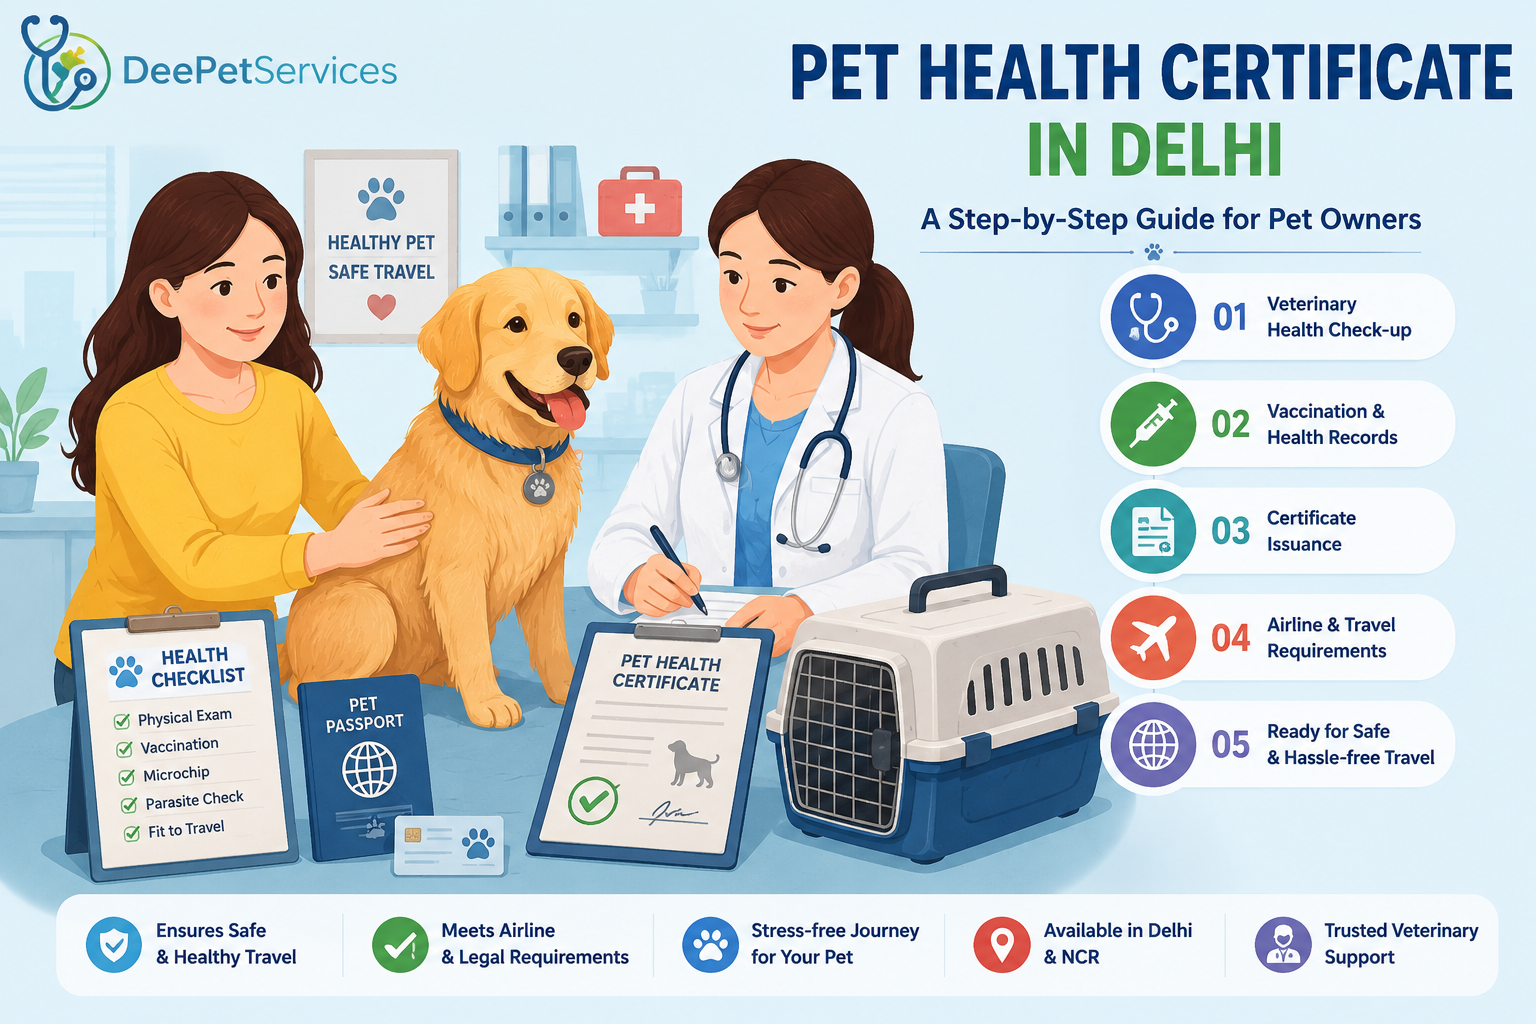 DeePetServices
PET HEALTH CERTIFICATE
IN DELHI
A Step-by-Step Guide for Pet Owners
HEALTHY PET
SAFE TRAVEL
01
Veterinary
Health Check-up
02
Vaccination &
Health Records
03
Certificate
Issuance
04
Airline & Travel
Requirements
05
Ready for Safe
& Hassle-free Travel
HEALTH
CHECKLIST
Physical Exam
Vaccination
Microchip
Parasite Check
Fit to Travel
PET
PASSPORT
PET HEALTH
CERTIFICATE
Ensures Safe
& Healthy Travel
Meets Airline
& Legal Requirements
Stress-free Journey
for Your Pet
Available in Delhi
& NCR
Trusted Veterinary
Support